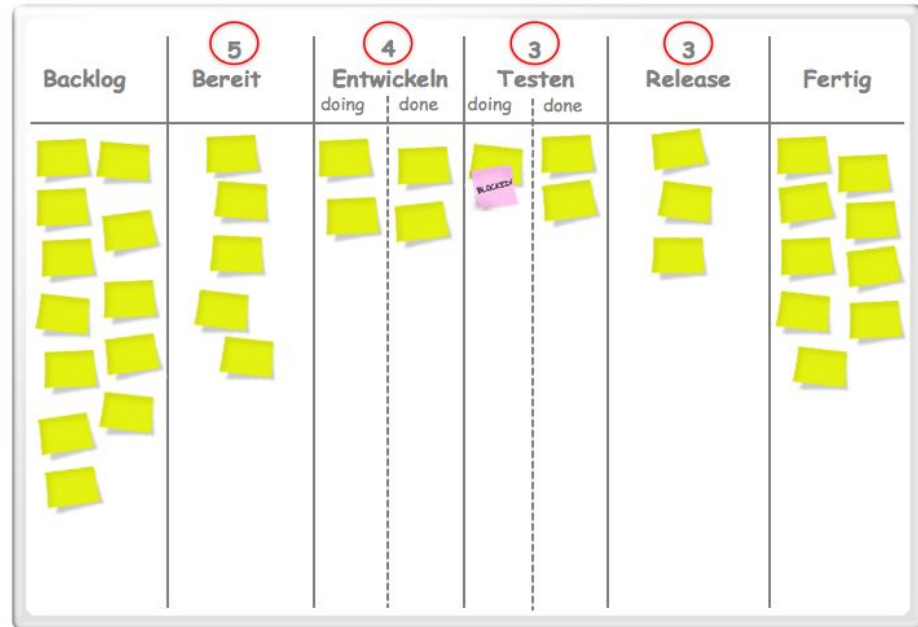 5
4
3
3
Backlog
Bereit
Entwickeln
Testen
Release
Fertig
doing
done
doing
done
BLOCKED